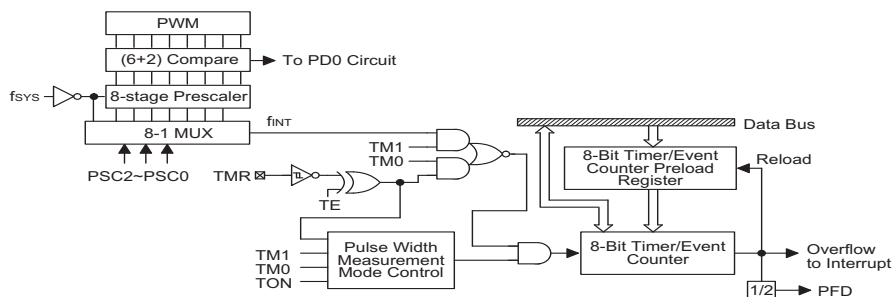 PWM
(6+2) Compare
To PD0 Circuit
fSYS
8-stage Prescaler
8-1 MUX
fINT
PSC2~PSC0
TM1
TM0
TMR
TE
Data Bus
8-Bit Timer/Event
Counter Preload
Register
Reload
TM1
TM0
TON
Pulse Width
Measurement
Mode Control
8-Bit Timer/Event
Counter
Overflow
to Interrupt
1/2
PFD